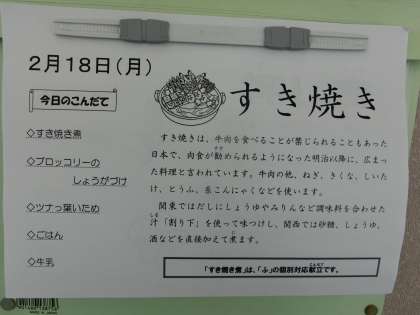 2月18日(月)
今日のこんだて
◇すき焼き煮
◇ブロッコリーの
しょうがづけ
◇ツナっ葉いため
◇ごはん
◇牛乳
すき焼き
すき焼きは、牛肉を食べることが禁じられることもあった
日本で、肉食が勧められるようになった明治以降に、広まっ
た料理と言われています。牛肉の他、ねぎ、きくな、しいた
け、とうふ、糸こんにゃくなどを使います。
関東ではだしにしょうゆやみりんなど調味料を合わせた
汁「割り下」を使って味つけし、関西では砂糖、しょうゆ、
酒などを直接加えて煮ます。
「すき焼き煮」は、「ふ」の個別対応献立です。